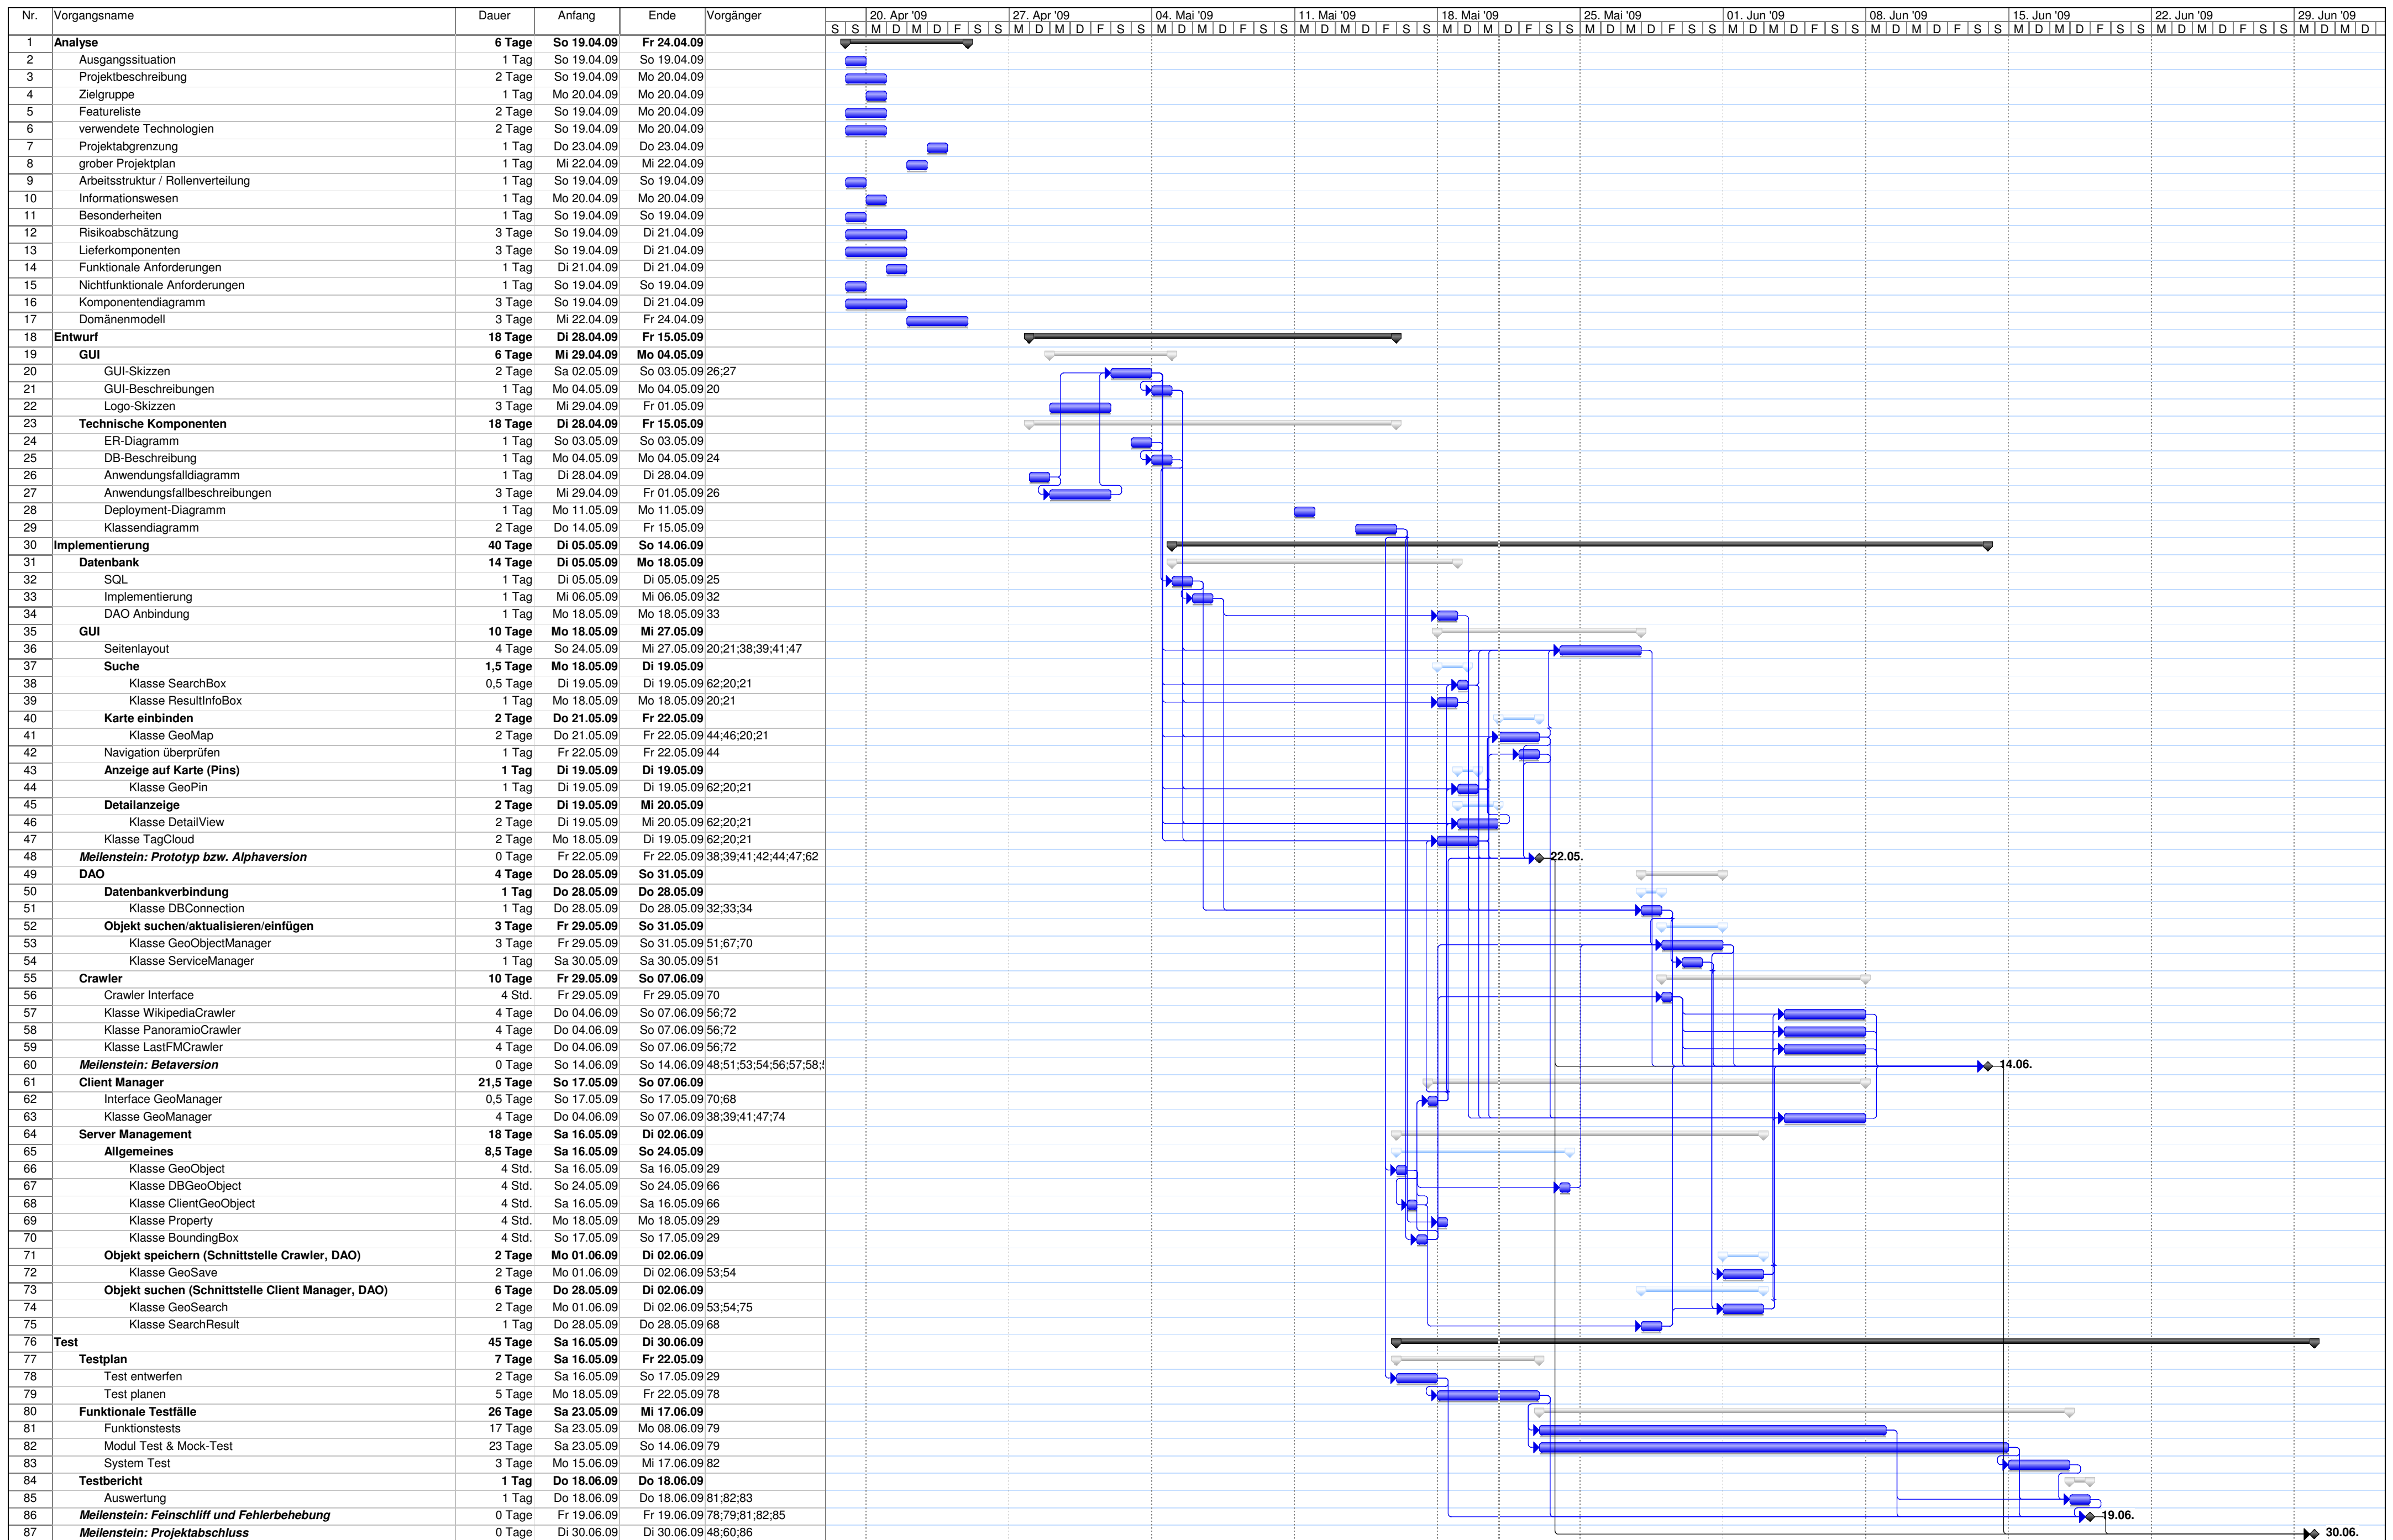 Nr. Vorgangsname Dauer Anfang Ende Vorgänger 20. Apr '09 27. Apr '09 04. Mai '09 11. Mai '09 18. Mai '09 25. Mai '09 01. Jun '09 08. Jun '09 15. Jun '09 22. Jun '09 29. Jun '09
S S M D M D F S S M D M D F S S M D M D F S S M D M D F S S M D M D F S S M D M D F S S M D M D F S S M D M D F S S M D M D F S S M D M D F S S M D M D
1 Analyse 6 Tage So 19.04.09 Fr 24.04.09
2 Ausgangssituation 1 Tag So 19.04.09 So 19.04.09
3 Projektbeschreibung 2 Tage So 19.04.09 Mo 20.04.09
4 Zielgruppe 1 Tag Mo 20.04.09 Mo 20.04.09
5 Featureliste 2 Tage So 19.04.09 Mo 20.04.09
6 verwendete Technologien 2 Tage So 19.04.09 Mo 20.04.09
7 Projektabgrenzung 1 Tag Do 23.04.09 Do 23.04.09
8 grober Projektplan 1 Tag Mi 22.04.09 Mi 22.04.09
9 Arbeitsstruktur / Rollenverteilung 1 Tag So 19.04.09 So 19.04.09
10 Informationswesen 1 Tag Mo 20.04.09 Mo 20.04.09
11 Besonderheiten 1 Tag So 19.04.09 So 19.04.09
12 Risikoabschätzung 3 Tage So 19.04.09 Di 21.04.09
13 Lieferkomponenten 3 Tage So 19.04.09 Di 21.04.09
14 Funktionale Anforderungen 1 Tag Di 21.04.09 Di 21.04.09
15 Nichtfunktionale Anforderungen 1 Tag So 19.04.09 So 19.04.09
16 Komponentendiagramm 3 Tage So 19.04.09 Di 21.04.09
17 Domänenmodell 3 Tage Mi 22.04.09 Fr 24.04.09
18 Entwurf 18 Tage Di 28.04.09 Fr 15.05.09
19 GUI 6 Tage Mi 29.04.09 Mo 04.05.09
20 GUI-Skizzen 2 Tage Sa 02.05.09 So 03.05.09 26;27
21 GUI-Beschreibungen 1 Tag Mo 04.05.09 Mo 04.05.09 20
22 Logo-Skizzen 3 Tage Mi 29.04.09 Fr 01.05.09
23 Technische Komponenten 18 Tage Di 28.04.09 Fr 15.05.09
24 ER-Diagramm 1 Tag So 03.05.09 So 03.05.09
25 DB-Beschreibung 1 Tag Mo 04.05.09 Mo 04.05.09 24
26 Anwendungsfalldiagramm 1 Tag Di 28.04.09 Di 28.04.09
27 Anwendungsfallbeschreibungen 3 Tage Mi 29.04.09 Fr 01.05.09 26
28 Deployment-Diagramm 1 Tag Mo 11.05.09 Mo 11.05.09
29 Klassendiagramm 2 Tage Do 14.05.09 Fr 15.05.09
30 Implementierung 40 Tage Di 05.05.09 So 14.06.09
31 Datenbank 14 Tage Di 05.05.09 Mo 18.05.09
32 SQL 1 Tag Di 05.05.09 Di 05.05.09 25
33 Implementierung 1 Tag Mi 06.05.09 Mi 06.05.09 32
34 DAO Anbindung 1 Tag Mo 18.05.09 Mo 18.05.09 33
35 GUI 10 Tage Mo 18.05.09 Mi 27.05.09
36 Seitenlayout 4 Tage So 24.05.09 Mi 27.05.09 20;21;38;39;41;47
37 Suche 1,5 Tage Mo 18.05.09 Di 19.05.09
38 Klasse SearchBox 0,5 Tage Di 19.05.09 Di 19.05.09 62;20;21
39 Klasse ResultInfoBox 1 Tag Mo 18.05.09 Mo 18.05.09 20;21
40 Karte einbinden 2 Tage Do 21.05.09 Fr 22.05.09
41 Klasse GeoMap 2 Tage Do 21.05.09 Fr 22.05.09 44;46;20;21
42 Navigation überprüfen 1 Tag Fr 22.05.09 Fr 22.05.09 44
43 Anzeige auf Karte (Pins) 1 Tag Di 19.05.09 Di 19.05.09
44 Klasse GeoPin 1 Tag Di 19.05.09 Di 19.05.09 62;20;21
45 Detailanzeige 2 Tage Di 19.05.09 Mi 20.05.09
46 Klasse DetailView 2 Tage Di 19.05.09 Mi 20.05.09 62;20;21
47 Klasse TagCloud 2 Tage Mo 18.05.09 Di 19.05.09 62;20;21
48 Meilenstein: Prototyp bzw. Alphaversion 0 Tage Fr 22.05.09 Fr 22.05.09 38;39;41;42;44;47;62 22.05.
49 DAO 4 Tage Do 28.05.09 So 31.05.09
50 Datenbankverbindung 1 Tag Do 28.05.09 Do 28.05.09
51 Klasse DBConnection 1 Tag Do 28.05.09 Do 28.05.09 32;33;34
52 Objekt suchen/aktualisieren/einfügen 3 Tage Fr 29.05.09 So 31.05.09
53 Klasse GeoObjectManager 3 Tage Fr 29.05.09 So 31.05.09 51;67;70
54 Klasse ServiceManager 1 Tag Sa 30.05.09 Sa 30.05.09 51
55 Crawler 10 Tage Fr 29.05.09 So 07.06.09
56 Crawler Interface 4 Std. Fr 29.05.09 Fr 29.05.09 70
57 Klasse WikipediaCrawler 4 Tage Do 04.06.09 So 07.06.09 56;72
58 Klasse PanoramioCrawler 4 Tage Do 04.06.09 So 07.06.09 56;72
59 Klasse LastFMCrawler 4 Tage Do 04.06.09 So 07.06.09 56;72
60 Meilenstein: Betaversion 0 Tage So 14.06.09 So 14.06.09 48;51;53;54;56;57;58; 14.06.
61 Client Manager 21,5 Tage So 17.05.09 So 07.06.09
62 Interface GeoManager 0,5 Tage So 17.05.09 So 17.05.09 70;68
63 Klasse GeoManager 4 Tage Do 04.06.09 So 07.06.09 38;39;41;47;74
64 Server Management 18 Tage Sa 16.05.09 Di 02.06.09
65 Allgemeines 8,5 Tage Sa 16.05.09 So 24.05.09
66 Klasse GeoObject 4 Std. Sa 16.05.09 Sa 16.05.09 29
67 Klasse DBGeoObject 4 Std. So 24.05.09 So 24.05.09 66
68 Klasse ClientGeoObject 4 Std. Sa 16.05.09 Sa 16.05.09 66
69 Klasse Property 4 Std. Mo 18.05.09 Mo 18.05.09 29
70 Klasse BoundingBox 4 Std. So 17.05.09 So 17.05.09 29
71 Objekt speichern (Schnittstelle Crawler, DAO) 2 Tage Mo 01.06.09 Di 02.06.09
72 Klasse GeoSave 2 Tage Mo 01.06.09 Di 02.06.09 53;54
73 Objekt suchen (Schnittstelle Client Manager, DAO) 6 Tage Do 28.05.09 Di 02.06.09
74 Klasse GeoSearch 2 Tage Mo 01.06.09 Di 02.06.09 53;54;75
75 Klasse SearchResult 1 Tag Do 28.05.09 Do 28.05.09 68
76 Test 45 Tage Sa 16.05.09 Di 30.06.09
77 Testplan 7 Tage Sa 16.05.09 Fr 22.05.09
78 Test entwerfen 2 Tage Sa 16.05.09 So 17.05.09 29
79 Test planen 5 Tage Mo 18.05.09 Fr 22.05.09 78
80 Funktionale Testfälle 26 Tage Sa 23.05.09 Mi 17.06.09
81 Funktionstests 17 Tage Sa 23.05.09 Mo 08.06.09 79
82 Modul Test & Mock-Test 23 Tage Sa 23.05.09 So 14.06.09 79
83 System Test 3 Tage Mo 15.06.09 Mi 17.06.09 82
84 Testbericht 1 Tag Do 18.06.09 Do 18.06.09
85 Auswertung 1 Tag Do 18.06.09 Do 18.06.09 81;82;83
86 Meilenstein: Feinschliff und Fehlerbehebung 0 Tage Fr 19.06.09 Fr 19.06.09 78;79;81;82;85 19.06.
87 Meilenstein: Projektabschluss 0 Tage Di 30.06.09 Di 30.06.09 48;60;86 30.06.